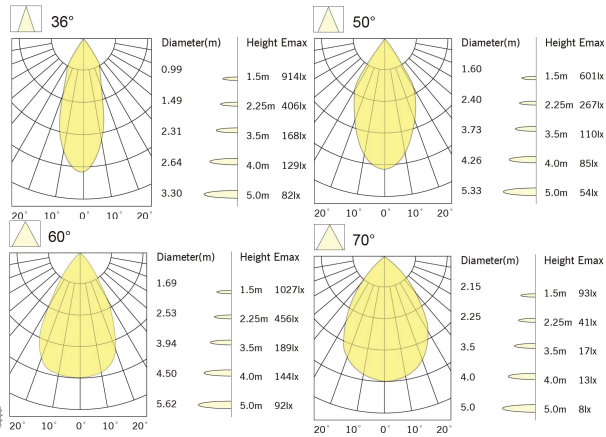 36°
Diameter(m) Height Emax
0.99 1.5m 914lx
1.49 2.25m 406lx
2.31 3.5m 168lx
2.64 4.0m 129lx
3.30 5.0m 82lx
20° 10° 0° 10° 20°
50°
Diameter(m) Height Emax
1.60 1.5m 601lx
2.40 2.25m 267lx
3.73 3.5m 110lx
4.26 4.0m 85lx
5.33 5.0m 54lx
20° 10° 0° 10° 20°
60°
Diameter(m) Height Emax
1.69 1.5m 1027lx
2.53 2.25m 456lx
3.94 3.5m 189lx
4.50 4.0m 144lx
5.62 5.0m 92lx
20° 10° 0° 10° 20°
70°
Diameter(m) Height Emax
2.15 1.5m 93lx
2.25 2.25m 41lx
3.5 3.5m 17lx
4.0 4.0m 13lx
5.0 5.0m 8lx
20° 10° 0° 10° 20°